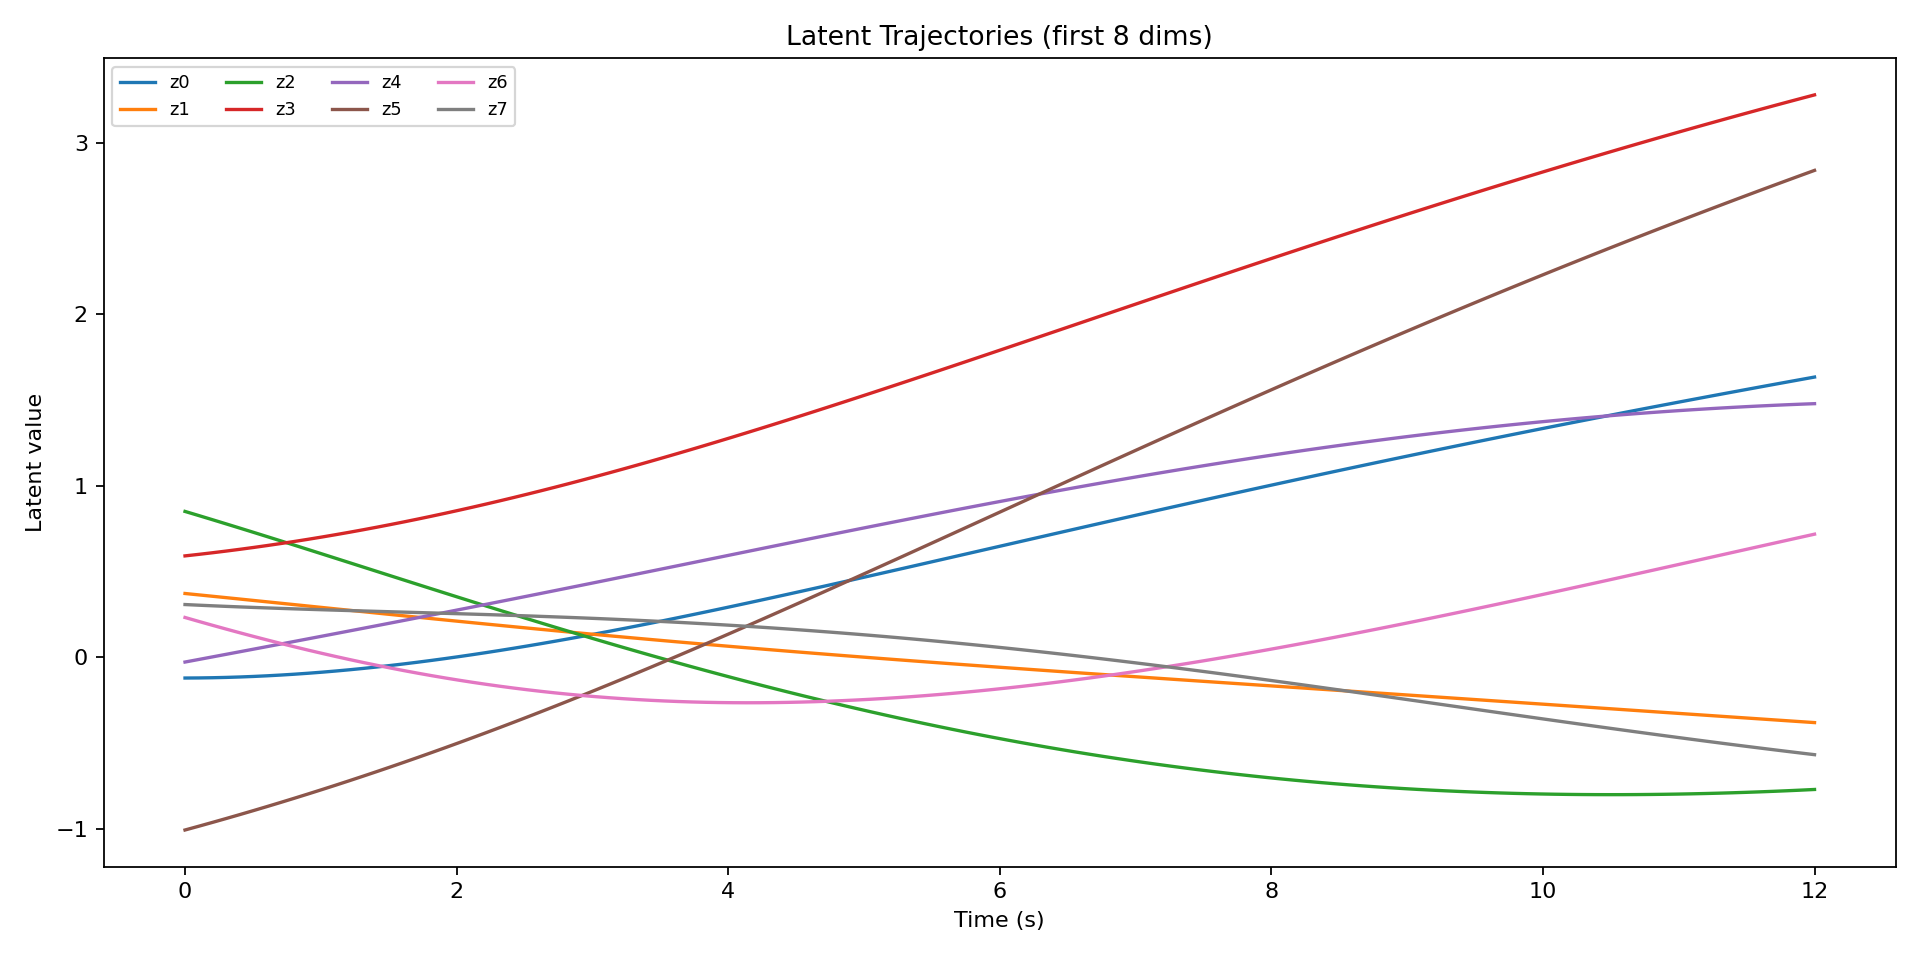 Latent Trajectories (first 8 dims)
z0 z2 z4 z6
z1 z3 z5 z7
Latent value
3
2
1
0
−1
0 2 4 6 8 10 12
Time (s)